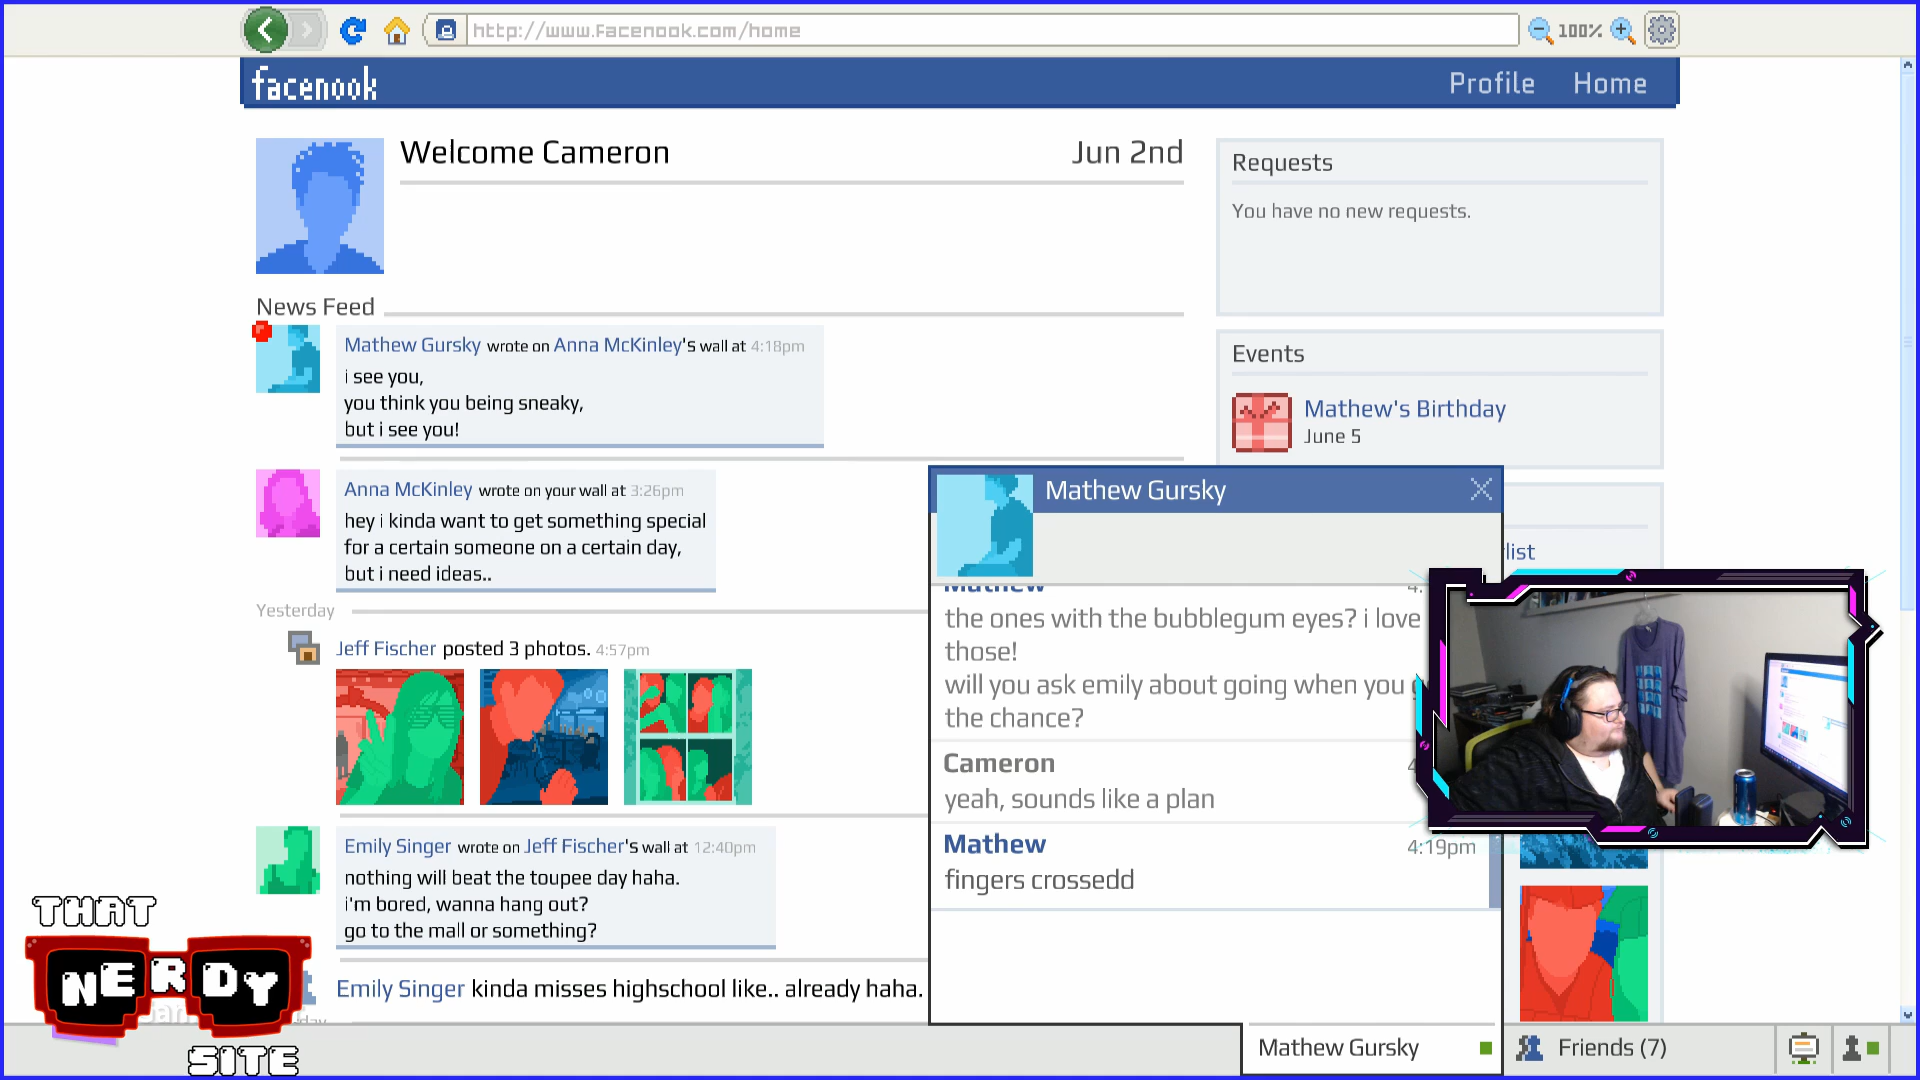 http://www.facenook.com/home
100%
facenook
Profile
Home
Welcome Cameron
Jun 2nd
Requests
You have no new requests.
News Feed
Mathew Gursky wrote on Anna McKinley's wall at 4:18pm
i see you,
you think you being sneaky,
but i see you!
Events
Mathew's Birthday
June 5
Anna McKinley wrote on your wall at 3:26pm
hey i kinda want to get something special
for a certain someone on a certain day,
but i need ideas..
Yesterday
Jeff Fischer posted 3 photos. 4:57pm
Emily Singer wrote on Jeff Fischer's wall at 12:40pm
nothing will beat the toupee day haha.
i'm bored, wanna hang out?
go to the mall or something?
Emily Singer kinda misses highschool like.. already haha.
Mathew Gursky
Mathew
the ones with the bubblegum eyes? i love
those!
will you ask emily about going when you
the chance?
Cameron
yeah, sounds like a plan
Mathew 4:19pm
fingers crossedd
Mathew Gursky
Friends (7)
THAT
NERDY
SITE